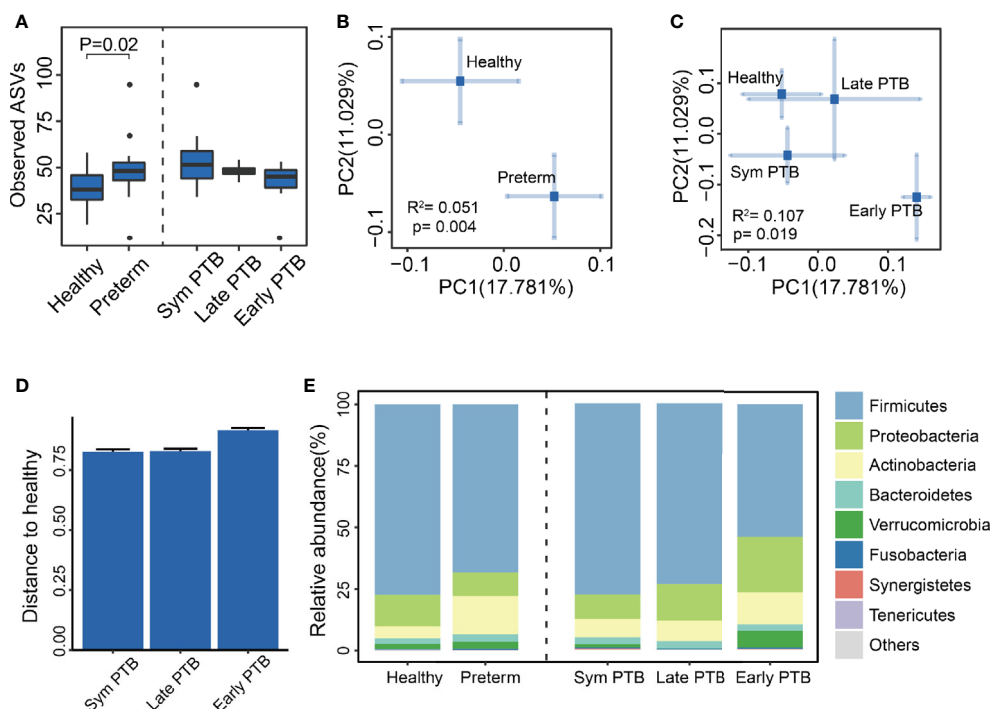 A
P=0.02
Observed ASVs
100
75
50
25
Healthy
Preterm
Sym PTB
Late PTB
Early PTB
B
PC2(11.029%)
0.1
0.0
−0.1
Healthy
Preterm
R²= 0.051
p= 0.004
−0.1 0.0 0.1
PC1(17.781%)
C
PC2(11.029%)
0.1
0.0
−0.1
−0.2
Healthy
Late PTB
Sym PTB
Early PTB
R²= 0.107
p= 0.019
−0.1 0.0 0.1
PC1(17.781%)
D
Distance to healthy
0.75
0.50
0.25
0.00
Sym PTB
Late PTB
Early PTB
E
Relative abundance(%)
100
75
50
25
0
Healthy Preterm Sym PTB Late PTB Early PTB
Firmicutes
Proteobacteria
Actinobacteria
Bacteroidetes
Verrucomicrobia
Fusobacteria
Synergistetes
Tenericutes
Others